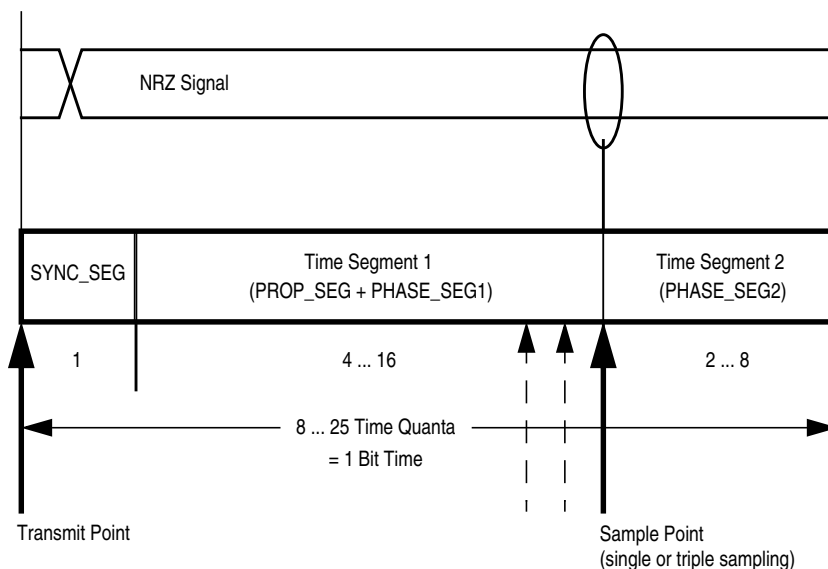 NRZ Signal
SYNC_SEG
Time Segment 1
(PROP_SEG + PHASE_SEG1)
Time Segment 2
(PHASE_SEG2)
1
4 ... 16
2 ... 8
8 ... 25 Time Quanta
= 1 Bit Time
Transmit Point
Sample Point
(single or triple sampling)